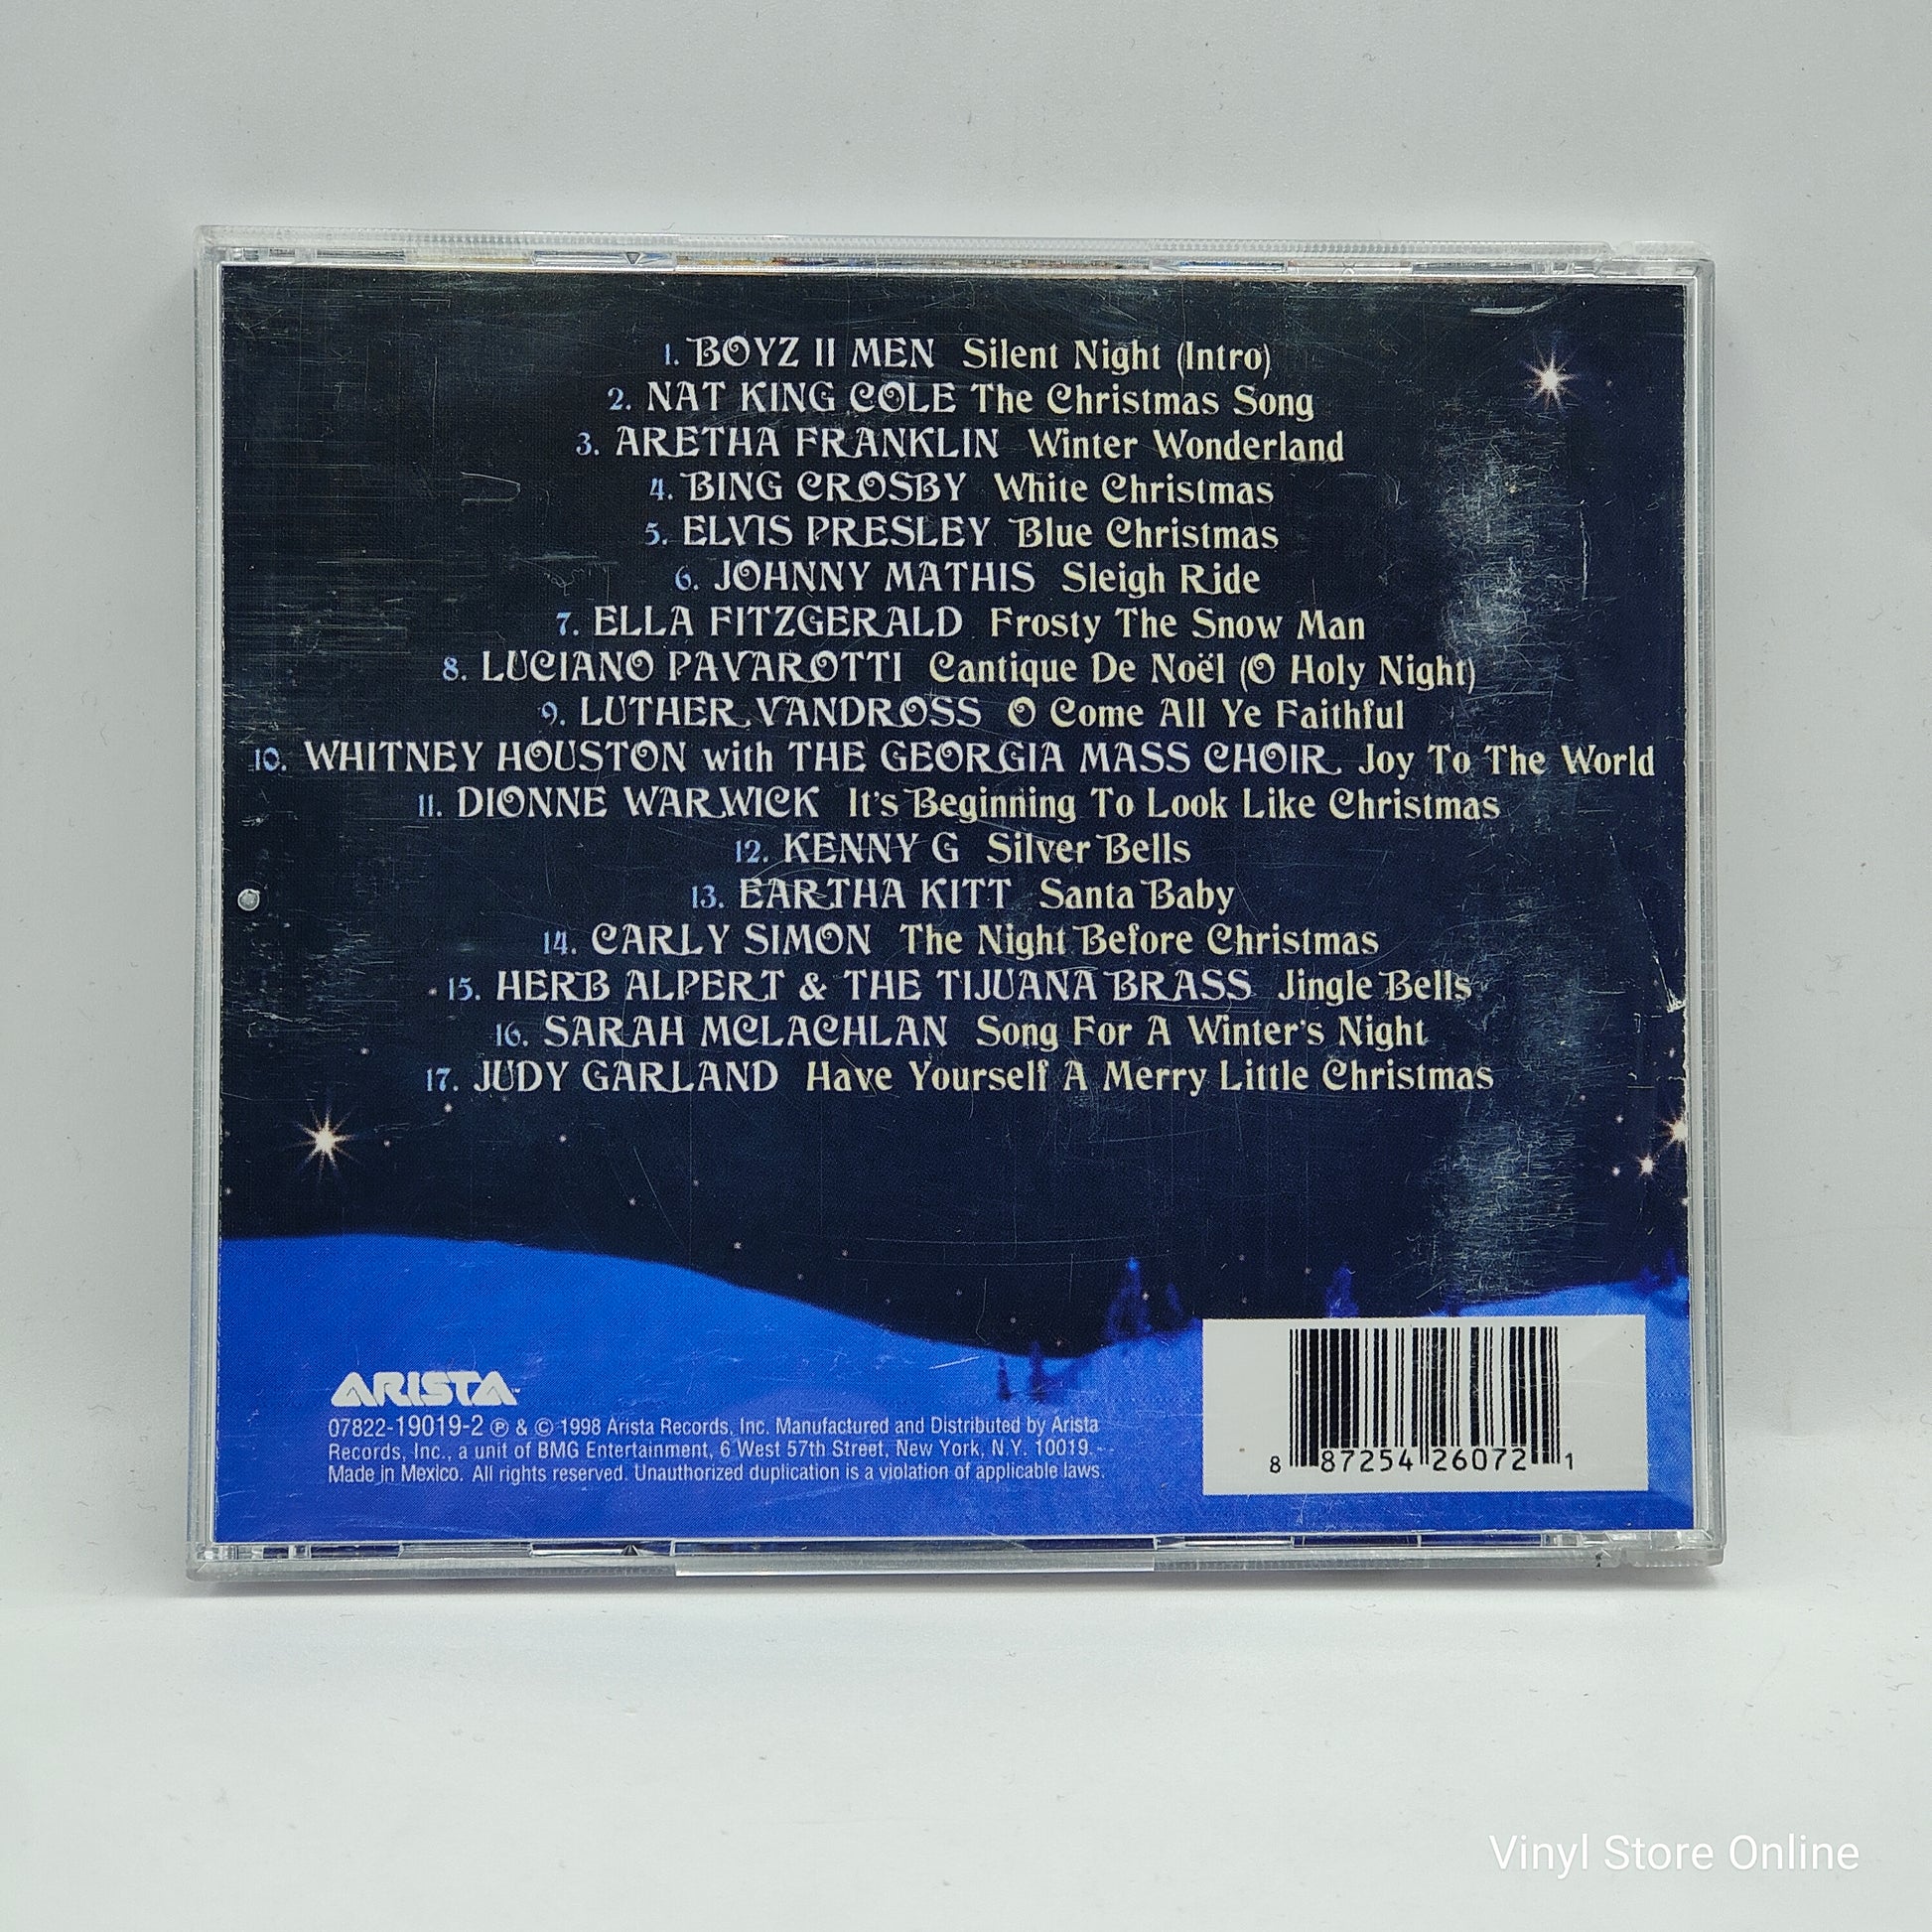 1. BOYZ II MEN Silent Night (Intro)
2. NAT KING COLE The Christmas Song
3. ARETHA FRANKLIN Winter Wonderland
4. BING CROSBY White Christmas
5. ELVIS PRESLEY Blue Christmas
6. JOHNNY MATHIS Sleigh Ride
7. ELLA FITZGERALD Frosty The Snow Man
8. LUCIANO PAVAROTTI Cantique De Noël (O Holy Night)
9. LUTHER VANDROSS O Come All Ye Faithful
10. WHITNEY HOUSTON with THE GEORGIA MASS CHOIR Joy To The World
11. DIONNE WARWICK It's Beginning To Look Like Christmas
12. KENNY G Silver Bells
13. EARTHA KITT Santa Baby
14. CARLY SIMON The Night Before Christmas
15. HERB ALPERT & THE TIJUANA BRASS Jingle Bells
16. SARAH MCLACHLAN Song For A Winter's Night
17. JUDY GARLAND Have Yourself A Merry Little Christmas
ARISTA™
07822-19019-2 ℗ & © 1998 Arista Records, Inc. Manufactured and Distributed by Arista
Records, Inc., a unit of BMG Entertainment, 6 West 57th Street, New York, N.Y. 10019.
Made in Mexico. All rights reserved. Unauthorized duplication is a violation of applicable laws.
8 87254 26072 1
Vinyl Store Online